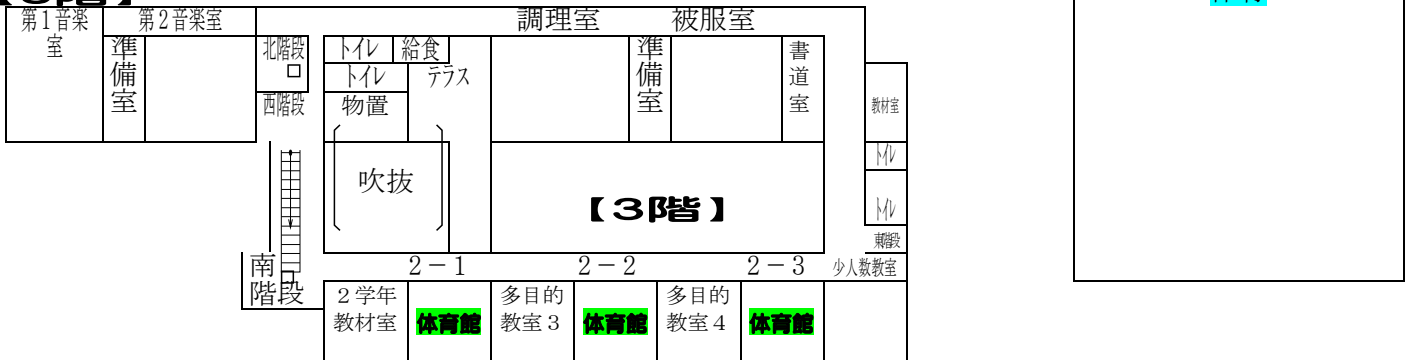 【3階】
第1音楽
室
第2音楽室
調理室
被服室
準備室
北階段
トイレ
給食
準備室
書道室
トイレ
テラス
西階段
物置
教材室
トイレ
吹抜
【3階】
トイレ
東階段
南
階段
2－1
2－2
2－3
少人数教室
2学年
教材室
体育館
多目的
教室3
体育館
多目的
教室4
体育館